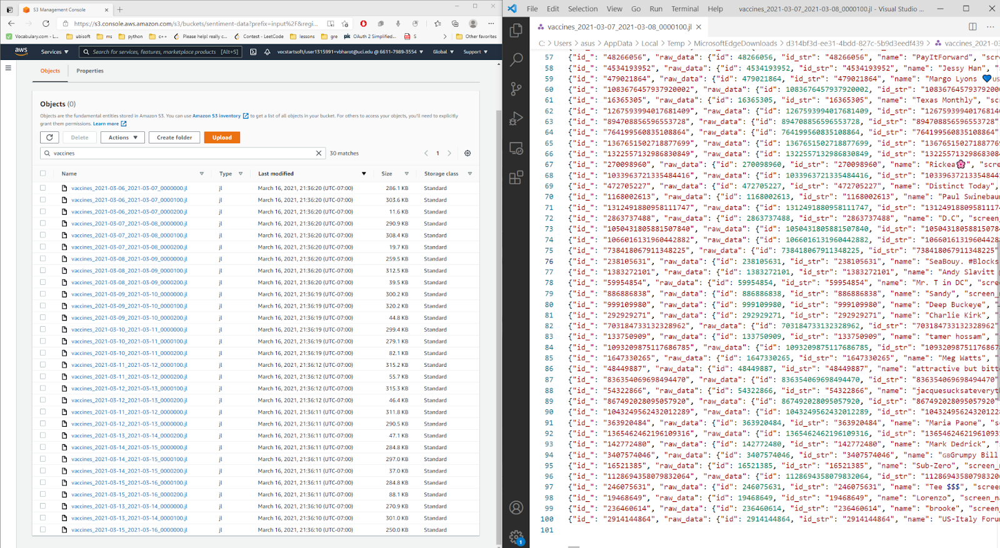 S3 Management Console
https://s3.console.aws.amazon.com/s3/buckets/sentiment-data?prefix=input%2F&regi...
Vocabulary.com - L... ubisoft ms python c++ Please help! really c... Contest - LeetCode lessons gre pk OAuth 2 Simplified... S Other favorites
aws Services Search for services, features, marketplace products [Alt+S] vocstartsoft/user1315991=vbharot@uci.edu @ 6611-7989-3554 Global Support
Objects Properties
Objects (0)
Objects are the fundamental entities stored in Amazon S3. You can use Amazon S3 inventory to get a list of all objects in your bucket. For others to access your objects, you'll need to explicitly
grant them permissions. Learn more
Delete Actions Create folder Upload
vaccines 30 matches 1
Name Type Last modified Size Storage class
vaccines_2021-03-06_2021-03-07_0000000.jl jl March 16, 2021, 21:36:20 (UTC-07:00) 286.1 KB Standard
vaccines_2021-03-06_2021-03-07_0000100.jl jl March 16, 2021, 21:36:20 (UTC-07:00) 303.6 KB Standard
vaccines_2021-03-06_2021-03-07_0000200.jl jl March 16, 2021, 21:36:20 (UTC-07:00) 11.6 KB Standard
vaccines_2021-03-07_2021-03-08_0000000.jl jl March 16, 2021, 21:36:20 (UTC-07:00) 290.9 KB Standard
vaccines_2021-03-07_2021-03-08_0000100.jl jl March 16, 2021, 21:36:20 (UTC-07:00) 308.4 KB Standard
vaccines_2021-03-07_2021-03-08_0000200.jl jl March 16, 2021, 21:36:20 (UTC-07:00) 19.7 KB Standard
vaccines_2021-03-08_2021-03-09_0000000.jl jl March 16, 2021, 21:36:20 (UTC-07:00) 259.5 KB Standard
vaccines_2021-03-08_2021-03-09_0000100.jl jl March 16, 2021, 21:36:20 (UTC-07:00) 312.5 KB Standard
vaccines_2021-03-08_2021-03-09_0000200.jl jl March 16, 2021, 21:36:20 (UTC-07:00) 39.5 KB Standard
vaccines_2021-03-09_2021-03-10_0000000.jl jl March 16, 2021, 21:36:19 (UTC-07:00) 300.2 KB Standard
vaccines_2021-03-09_2021-03-10_0000100.jl jl March 16, 2021, 21:36:19 (UTC-07:00) 320.2 KB Standard
vaccines_2021-03-09_2021-03-10_0000200.jl jl March 16, 2021, 21:36:19 (UTC-07:00) 44.8 KB Standard
vaccines_2021-03-10_2021-03-11_0000000.jl jl March 16, 2021, 21:36:19 (UTC-07:00) 299.4 KB Standard
vaccines_2021-03-10_2021-03-11_0000100.jl jl March 16, 2021, 21:36:19 (UTC-07:00) 279.1 KB Standard
vaccines_2021-03-10_2021-03-11_0000200.jl jl March 16, 2021, 21:36:19 (UTC-07:00) 82.1 KB Standard
vaccines_2021-03-11_2021-03-12_0000100.jl jl March 16, 2021, 21:36:12 (UTC-07:00) 315.2 KB Standard
vaccines_2021-03-11_2021-03-12_0000200.jl jl March 16, 2021, 21:36:12 (UTC-07:00) 55.7 KB Standard
vaccines_2021-03-12_2021-03-13_0000100.jl jl March 16, 2021, 21:36:12 (UTC-07:00) 315.3 KB Standard
vaccines_2021-03-12_2021-03-13_0000200.jl jl March 16, 2021, 21:36:12 (UTC-07:00) 46.4 KB Standard
vaccines_2021-03-11_2021-03-12_0000000.jl jl March 16, 2021, 21:36:11 (UTC-07:00) 311.8 KB Standard
vaccines_2021-03-12_2021-03-13_0000000.jl jl March 16, 2021, 21:36:11 (UTC-07:00) 290.5 KB Standard
vaccines_2021-03-13_2021-03-14_0000200.jl jl March 16, 2021, 21:36:11 (UTC-07:00) 47.1 KB Standard
vaccines_2021-03-14_2021-03-15_0000000.jl jl March 16, 2021, 21:36:11 (UTC-07:00) 284.8 KB Standard
vaccines_2021-03-14_2021-03-15_0000100.jl jl March 16, 2021, 21:36:11 (UTC-07:00) 297.0 KB Standard
vaccines_2021-03-14_2021-03-15_0000200.jl jl March 16, 2021, 21:36:11 (UTC-07:00) 37.0 KB Standard
vaccines_2021-03-15_2021-03-16_0000100.jl jl March 16, 2021, 21:36:11 (UTC-07:00) 284.8 KB Standard
vaccines_2021-03-15_2021-03-16_0000200.jl jl March 16, 2021, 21:36:11 (UTC-07:00) 88.1 KB Standard
vaccines_2021-03-13_2021-03-14_0000000.jl jl March 16, 2021, 21:36:10 (UTC-07:00) 270.9 KB Standard
vaccines_2021-03-13_2021-03-14_0000100.jl jl March 16, 2021, 21:36:10 (UTC-07:00) 301.0 KB Standard
vaccines_2021-03-15_2021-03-16_0000000.jl jl March 16, 2021, 21:36:10 (UTC-07:00) 250.0 KB Standard
File Edit Selection View Go Run Terminal Help vaccines_2021-03-07_2021-03-08_0000100.jl - Visual Studio ...
vaccines_2021-03-07_2021-03-08_0000100.jl
C: > Users > asus > AppData > Local > Temp > MicrosoftEdgeDownloads > d314bf3d-ee31-4bdd-827c-5b9d3eedf439 > vaccines_2021-03
57 {"id_": "48266056", "raw_data": {"id": 48266056, "id_str": "48266056", "name": "PayItForward", "scre
58 {"id_": "4534193952", "raw_data": {"id": 4534193952, "id_str": "4534193952", "name": "Jessy Han", "s
59 {"id_": "479021864", "raw_data": {"id": 479021864, "id_str": "479021864", "name": "Margo Lyons 💙us
60 {"id_": "1083676457937920002", "raw_data": {"id": 1083676457937920002, "id_str": "108367645793792000
61 {"id_": "16365305", "raw_data": {"id": 16365305, "id_str": "16365305", "name": "Texas Monthly", "scr
62 {"id_": "1267593994017681409", "raw_data": {"id": 1267593994017681409, "id_str": "126759399401768140
63 {"id_": "894708856596553728", "raw_data": {"id": 894708856596553728, "id_str": "894708856596553728"
64 {"id_": "764199560835108864", "raw_data": {"id": 764199560835108864, "id_str": "764199560835108864"
65 {"id_": "1367651502718877699", "raw_data": {"id": 1367651502718877699, "id_str": "136765150271887769
66 {"id_": "1322557132986830849", "raw_data": {"id": 1322557132986830849, "id_str": "132255713298683084
67 {"id_": "270098960", "raw_data": {"id": 270098960, "id_str": "270098960", "name": "Rickea🌸", "scree
68 {"id_": "1033963721335484416", "raw_data": {"id": 1033963721335484416, "id_str": "103396372133548441
69 {"id_": "472705227", "raw_data": {"id": 472705227, "id_str": "472705227", "name": "Distinct Today",
70 {"id_": "1168002613", "raw_data": {"id": 1168002613, "id_str": "1168002613", "name": "Paul Swinebaum
71 {"id_": "1312491880958111747", "raw_data": {"id": 1312491880958111747, "id_str": "131249188095811174
72 {"id_": "2863737488", "raw_data": {"id": 2863737488, "id_str": "2863737488", "name": "D.C", "screen_
73 {"id_": "1050431805881507840", "raw_data": {"id": 1050431805881507840, "id_str": "105043180588150784
74 {"id_": "1066016131960442882", "raw_data": {"id": 1066016131960442882, "id_str": "106601613196044288
75 {"id_": "738418067911348225", "raw_data": {"id": 738418067911348225, "id_str": "738418067911348225"
76 {"id_": "238105631", "raw_data": {"id": 238105631, "id_str": "238105631", "name": "SeaBouy. #Blocks
77 {"id_": "1383272101", "raw_data": {"id": 1383272101, "id_str": "1383272101", "name": "Andy Slavitt
78 {"id_": "59954854", "raw_data": {"id": 59954854, "id_str": "59954854", "name": "Mr. T in DC", "scree
79 {"id_": "886886838", "raw_data": {"id": 886886838, "id_str": "886886838", "name": "Sandy", "screen_n
80 {"id_": "999109980", "raw_data": {"id": 999109980, "id_str": "999109980", "name": "Deep Buckeye",
81 {"id_": "292929271", "raw_data": {"id": 292929271, "id_str": "292929271", "name": "Charlie Kirk", "s
82 {"id_": "703184733132328962", "raw_data": {"id": 703184733132328962, "id_str": "703184733132328962"
83 {"id_": "133750909", "raw_data": {"id": 133750909, "id_str": "133750909", "name": "tamer hossam", "s
84 {"id_": "1093209875117686785", "raw_data": {"id": 1093209875117686785, "id_str": "109320987511768678
85 {"id_": "1647330265", "raw_data": {"id": 1647330265, "id_str": "1647330265", "name": "Meg Watts", "s
86 {"id_": "48449887", "raw_data": {"id": 48449887, "id_str": "48449887", "name": "attractive but bitte
87 {"id_": "836354069698494470", "raw_data": {"id": 836354069698494470, "id_str": "836354069698494470"
88 {"id_": "54322866", "raw_data": {"id": 54322866, "id_str": "54322866", "name": "jacquesucksateveryth
89 {"id_": "867492028095057920", "raw_data": {"id": 867492028095057920, "id_str": "867492028095057920"
90 {"id_": "1043249562432012289", "raw_data": {"id": 1043249562432012289, "id_str": "104324956243201228
91 {"id_": "363920484", "raw_data": {"id": 363920484, "id_str": "363920484", "name": "Maria Paone", "sc
92 {"id_": "1365462462196109316", "raw_data": {"id": 1365462462196109316, "id_str": "136546246219610931
93 {"id_": "142772480", "raw_data": {"id": 142772480, "id_str": "142772480", "name": "Mark Dedrick", "s
94 {"id_": "3407574046", "raw_data": {"id": 3407574046, "id_str": "3407574046", "name": "GBGrumpy Bill
95 {"id_": "16521385", "raw_data": {"id": 16521385, "id_str": "16521385", "name": "Sub-Zero", "screen_n
96 {"id_": "1128694358079832064", "raw_data": {"id": 1128694358079832064, "id_str": "112869435807983206
97 {"id_": "246075631", "raw_data": {"id": 246075631, "id_str": "246075631", "name": "Tee $$$", "screen
98 {"id_": "19468649", "raw_data": {"id": 19468649, "id_str": "19468649", "name": "Lorenzo", "screen_na
99 {"id_": "236460614", "raw_data": {"id": 236460614, "id_str": "236460614", "name": "brooke", "screen_
100 {"id_": "2914144864", "raw_data": {"id": 2914144864, "id_str": "2914144864", "name": "US-Italy Forum
101
1